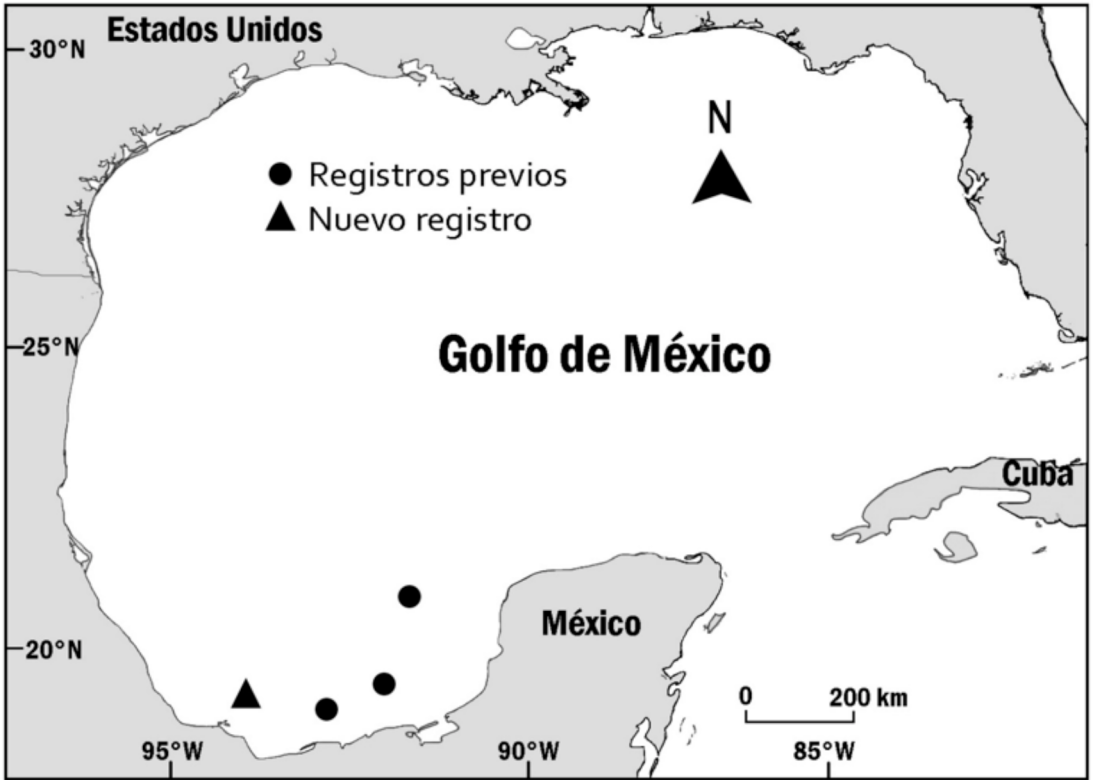 Estados Unidos
30°N
N
Registros previos
Nuevo registro
25°N
Golfo de México
Cuba
México
20°N
0 200 km
95°W 90°W 85°W